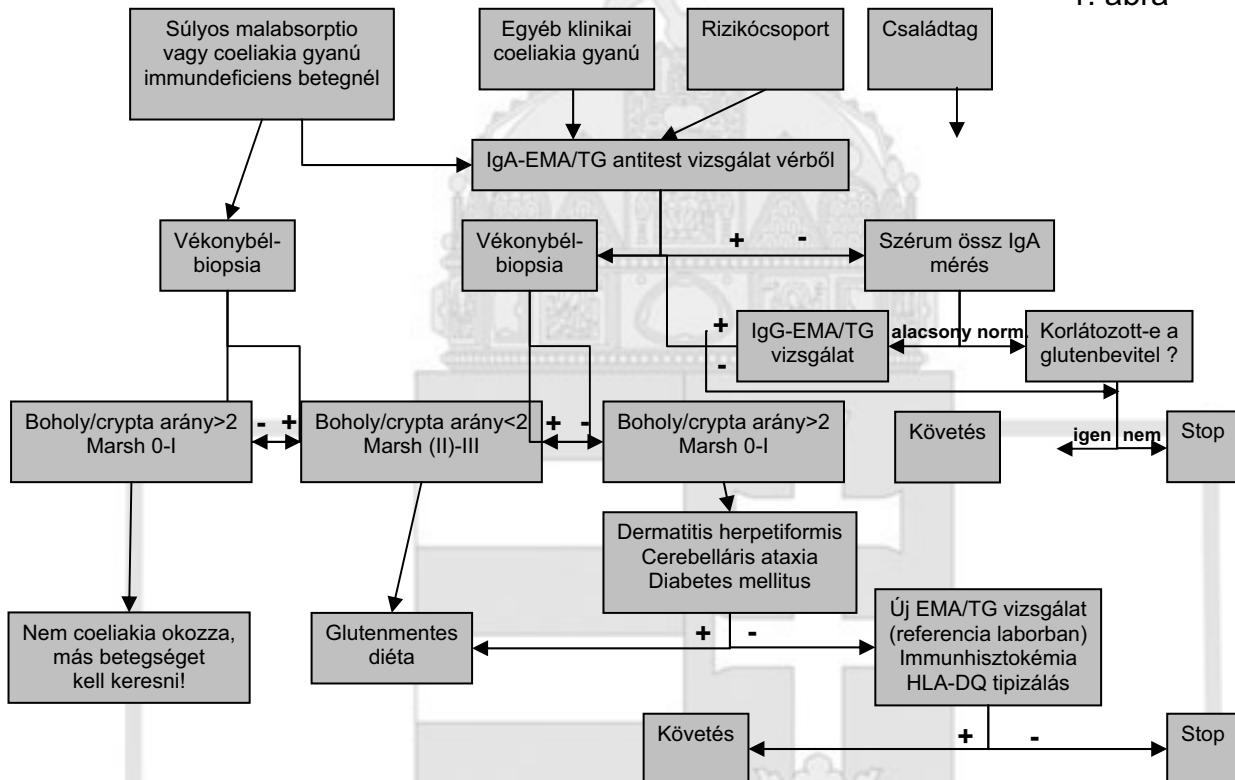 1. ábra
Súlyos malabsorptio
vagy coeliakia gyanú
immundeficiens betegnél
Egyéb klinikai
coeliakia gyanú
Rizikócsoport
Családtag
IgA-EMA/TG antitest vizsgálat vérből
Vékonybél-
biopsia
Vékonybél-
biopsia
+ -
Szérum össz IgA
mérés
+
-
IgG-EMA/TG
vizsgálat
alacsony norm.
Korlátozott-e a
glutenbevitel ?
Boholy/crypta arány>2
Marsh 0-I
- +
Boholy/crypta arány<2
Marsh (II)-III
+ -
Boholy/crypta arány>2
Marsh 0-I
Követés
igen nem
Stop
Dermatitis herpetiformis
Cerebelláris ataxia
Diabetes mellitus
Nem coeliakia okozza,
más betegséget
kell keresni!
Glutenmentes
diéta
+ -
Új EMA/TG vizsgálat
(referencia laborban)
Immunhisztokémia
HLA-DQ tipizálás
Követés
+ -
Stop